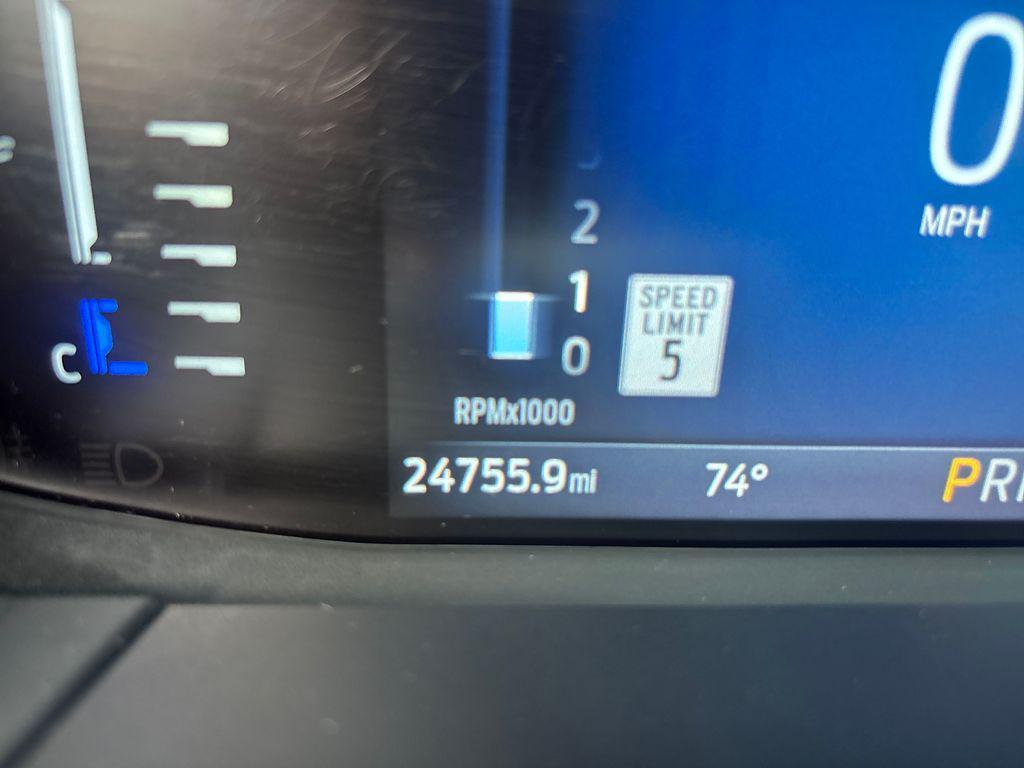 0
MPH
2
1
0
SPEED
LIMIT
5
C
RPMx1000
24755.9mi
74°
PR